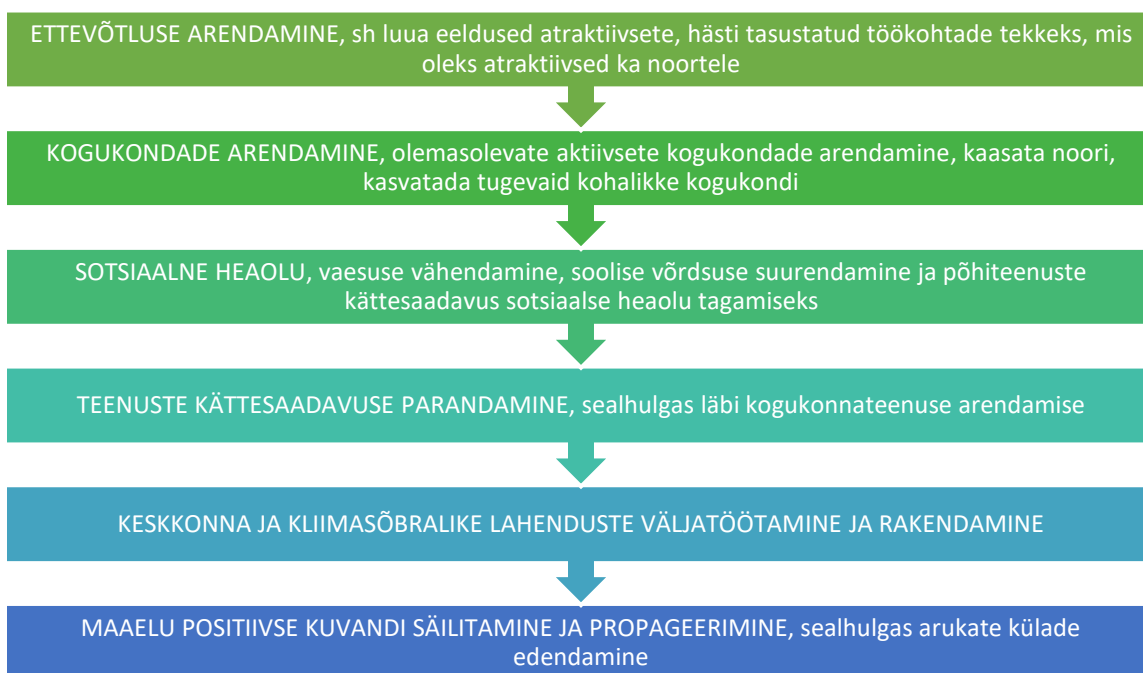 ETTEVÕTLUSE ARENDAMINE, sh luua eeldused atraktiivsete, hästi tasustatud töökohtade tekkeks, mis
oleks atraktiivsed ka noortele
KOGUKONDADE ARENDAMINE, olemasolevate aktiivsete kogukondade arendamine, kaasata noori,
kasvatada tugevaid kohalikke kogukondi
SOTSIAALNE HEAOLU, vaesuse vähendamine, soolise võrdsuse suurendamine ja põhiteenuste
kättesaadavus sotsiaalse heaolu tagamiseks
TEENUSTE KÄTTESAADAVUSE PARANDAMINE, sealhulgas läbi kogukonnateenuse arendamise
KESKKONNA JA KLIIMASÕBRALIKE LAHENDUSTE VÄLJATÖÖTAMINE JA RAKENDAMINE
MAAELU POSITIIVSE KUVANDI SÄILITAMINE JA PROPAGEERIMINE, sealhulgas arukate külade
edendamine